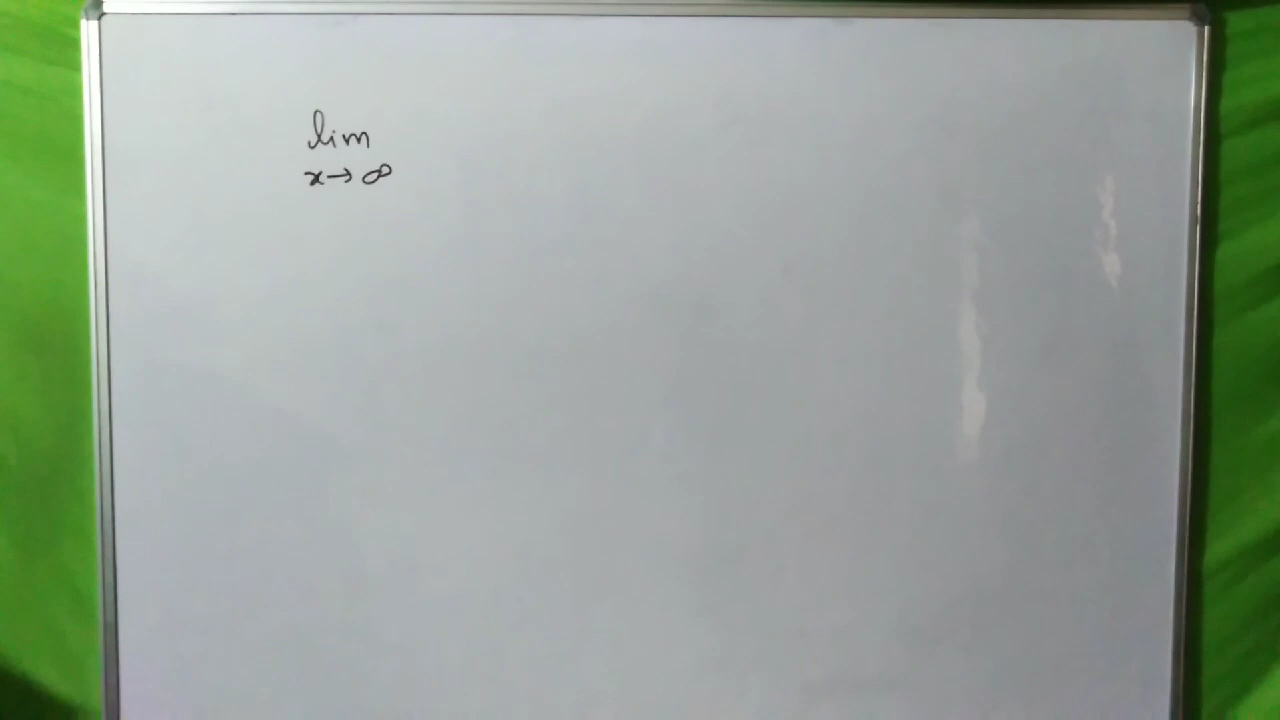 lim
x→ ∞